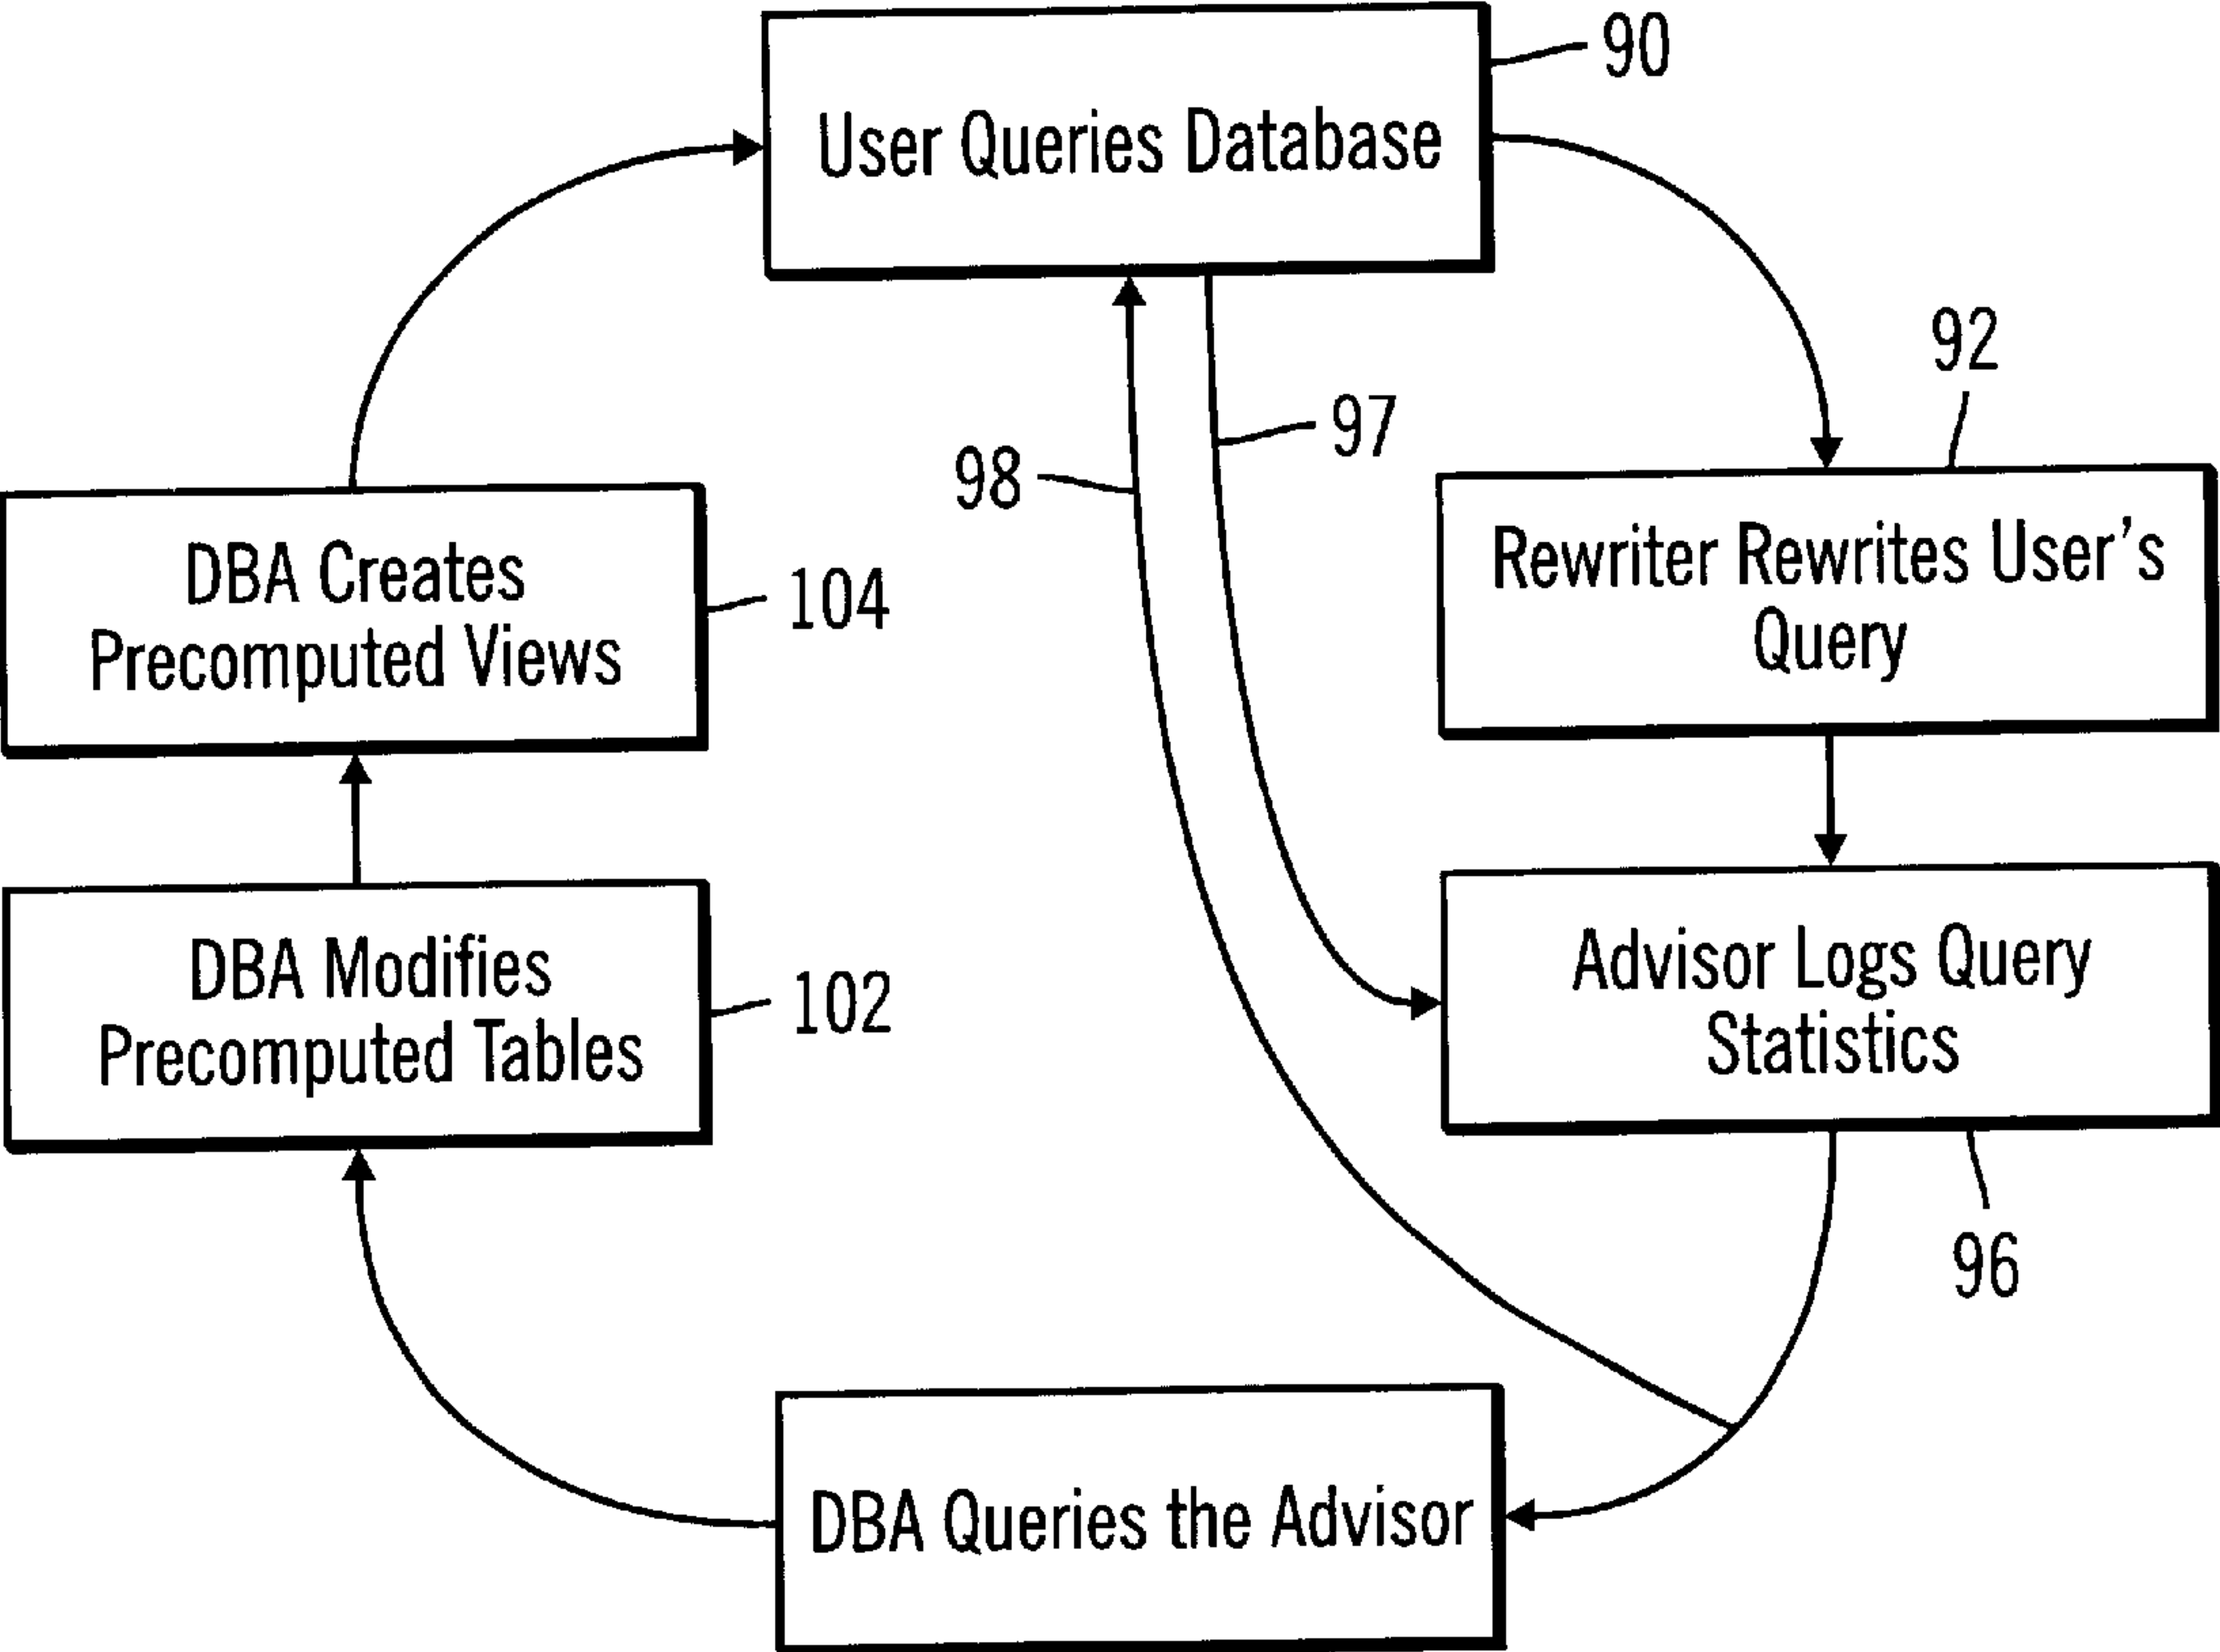 90
User Queries Database
92
97
98
Rewriter Rewrites User's
Query
DBA Creates
Precomputed Views
104
Advisor Logs Query
Statistics
DBA Modifies
Precomputed Tables
102
96
DBA Queries the Advisor